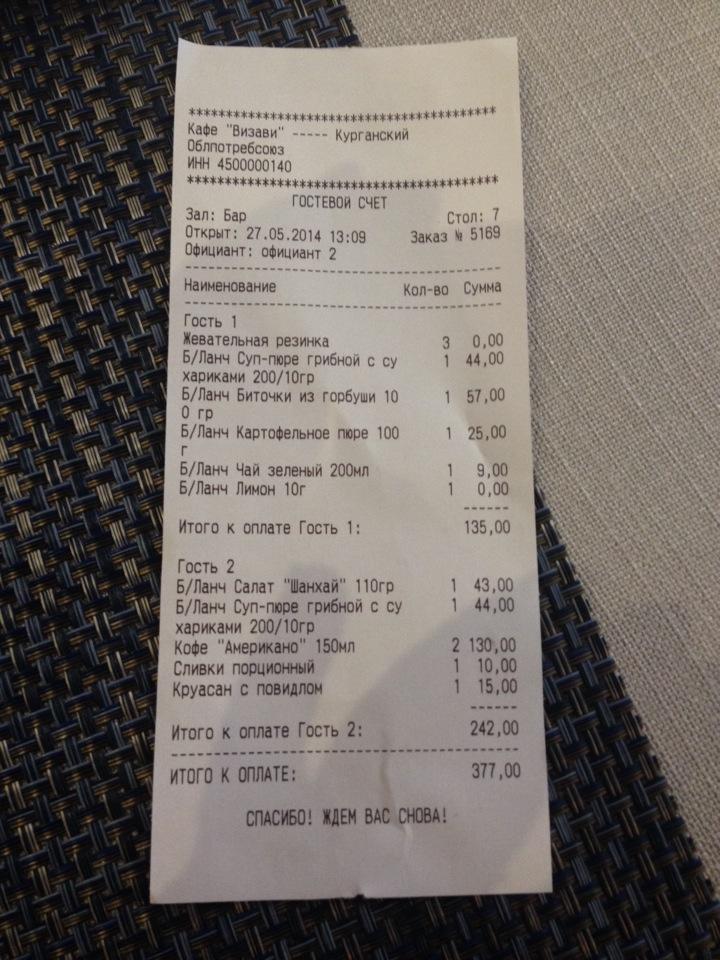 ******************************************
Кафе "Визави" ----- Курганский
Облпотребсоюз
ИНН 4500000140
******************************************
ГОСТЕВОЙ СЧЕТ
Зал: Бар Стол: 7
Открыт: 27.05.2014 13:09 Заказ № 5169
Официант: официант 2
------------------------------------------
Наименование Кол-во Сумма
------------------------------------------
Гость 1
Жевательная резинка 3 0,00
Б/Ланч Суп-пюре грибной с су 1 44,00
хариками 200/10гр
Б/Ланч Биточки из горбуши 10 1 57,00
0 гр
Б/Ланч Картофельное пюре 100 1 25,00
г
Б/Ланч Чай зеленый 200мл 1 9,00
Б/Ланч Лимон 10г 1 0,00
------
Итого к оплате Гость 1: 135,00
Гость 2
Б/Ланч Салат "Шанхай" 110гр 1 43,00
Б/Ланч Суп-пюре грибной с су 1 44,00
хариками 200/10гр
Кофе "Американо" 150мл 2 130,00
Сливки порционный 1 10,00
Круасан с повидлом 1 15,00
------
Итого к оплате Гость 2: 242,00
------------------------------------------
ИТОГО К ОПЛАТЕ: 377,00
СПАСИБО! ЖДЕМ ВАС СНОВА!